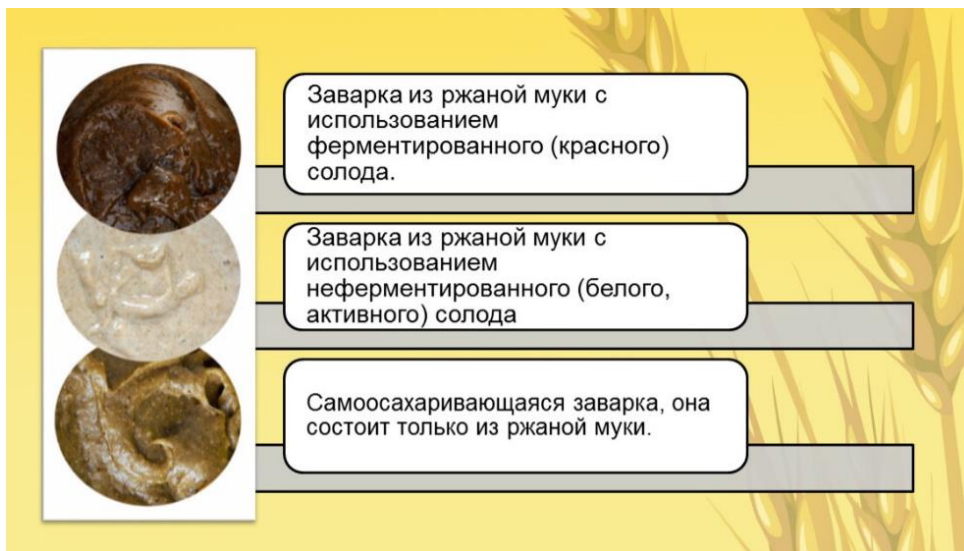 Заварка из ржаной муки с
использованием
ферментированного (красного)
солода.
Заварка из ржаной муки с
использованием
неферментированного (белого,
активного) солода
Самоосахаривающаяся заварка, она
состоит только из ржаной муки.